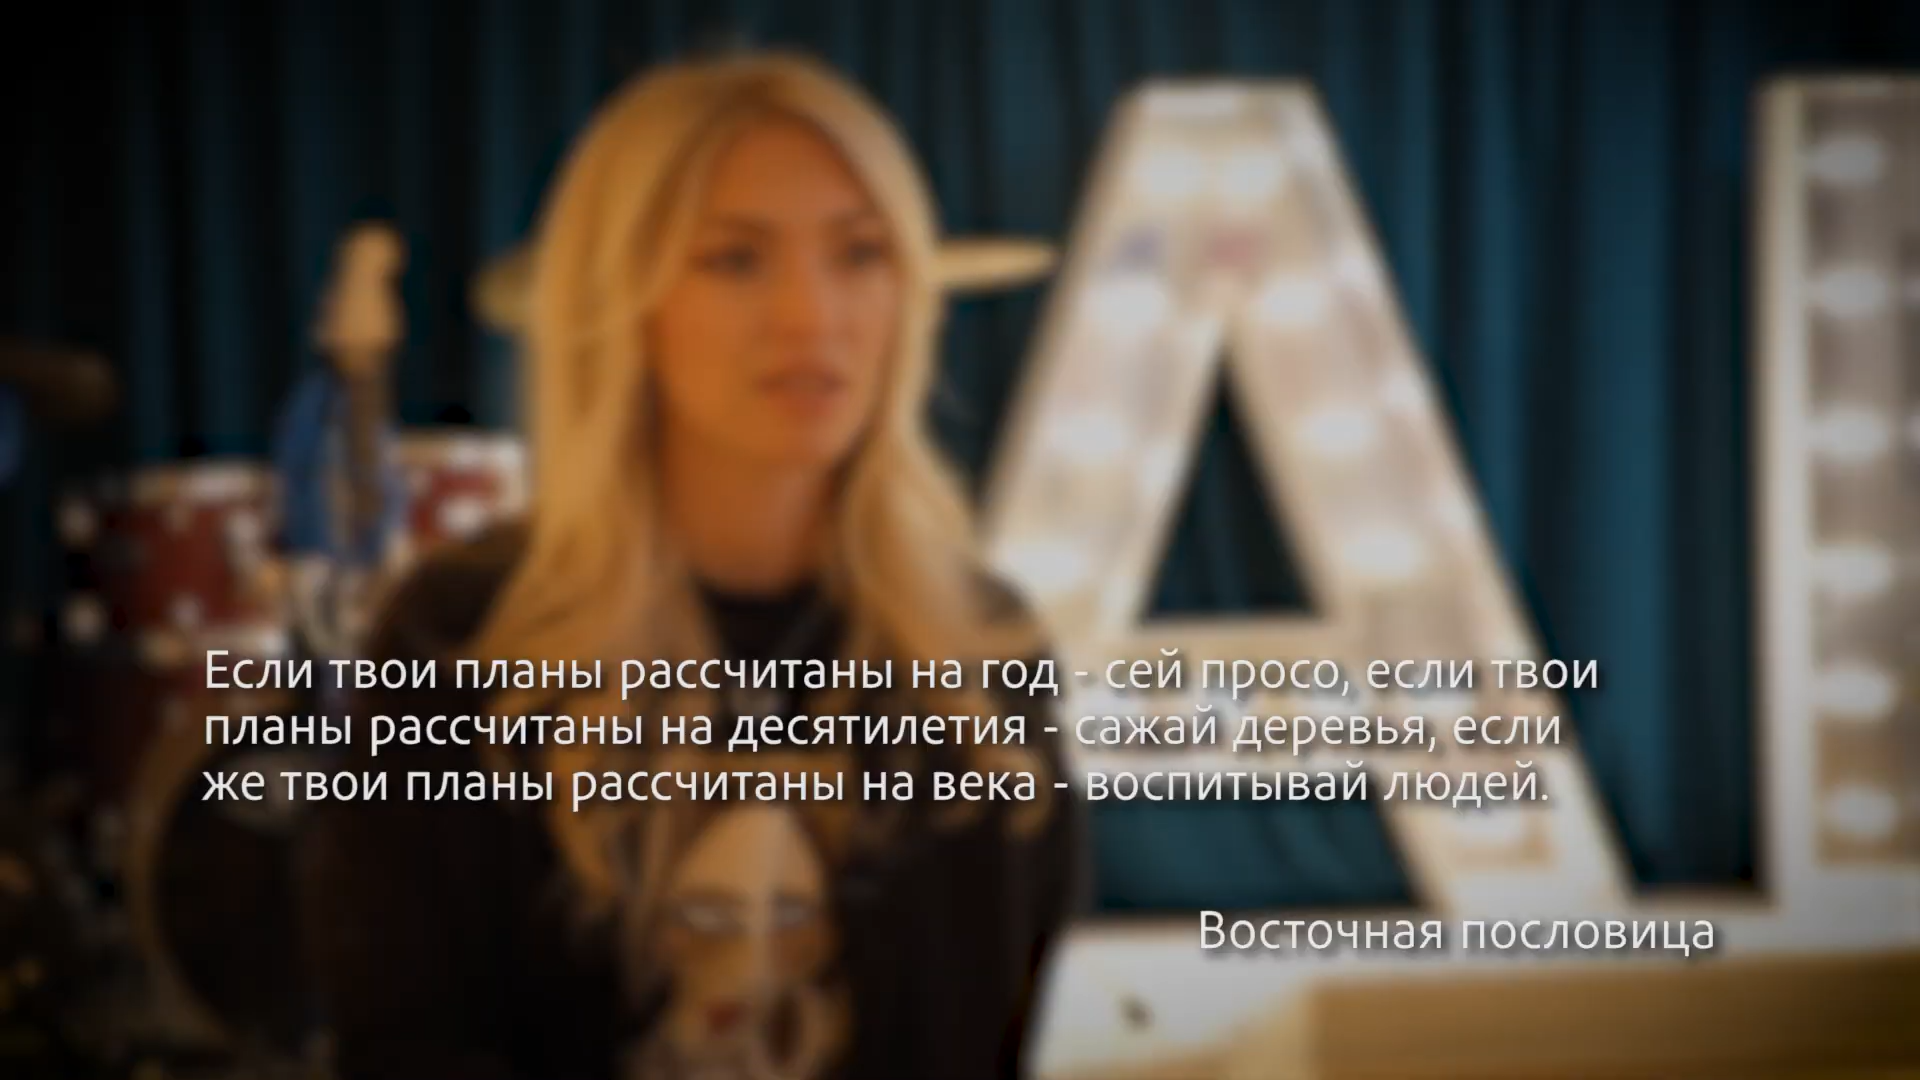 Если твои планы рассчитаны на год - сей просо, если твои
планы рассчитаны на десятилетия - сажай деревья, если
же твои планы рассчитаны на века - воспитывай людей.
Восточная пословица
А